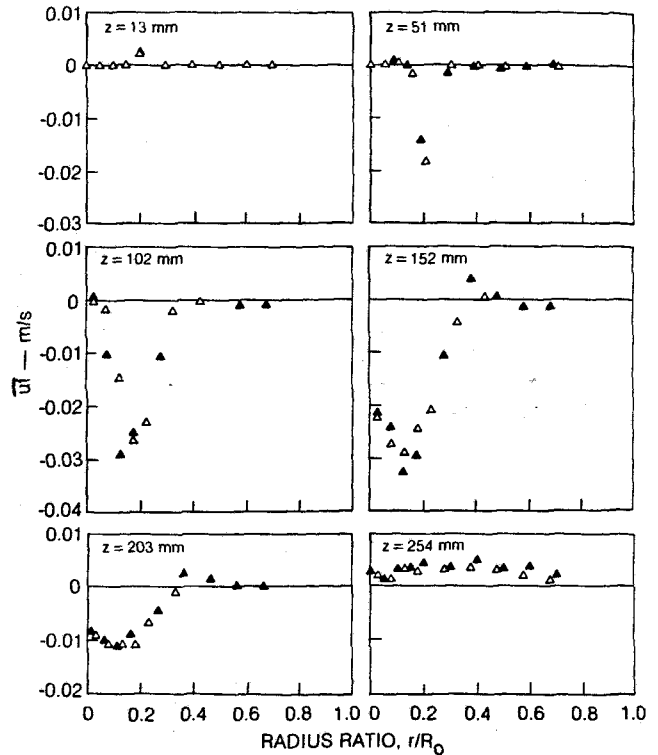 z = 13 mm
z = 51 mm
0.01
0
-0.01
-0.02
-0.03
0.01
0
-0.01
-0.02
-0.03
-0.04
z = 102 mm
z = 152 mm
0.01
0
-0.01
-0.02
z = 203 mm
z = 254 mm
0 0.2 0.4 0.6 0.8 1.0
0 0.2 0.4 0.6 0.8 1.0
RADIUS RATIO, r/R₀